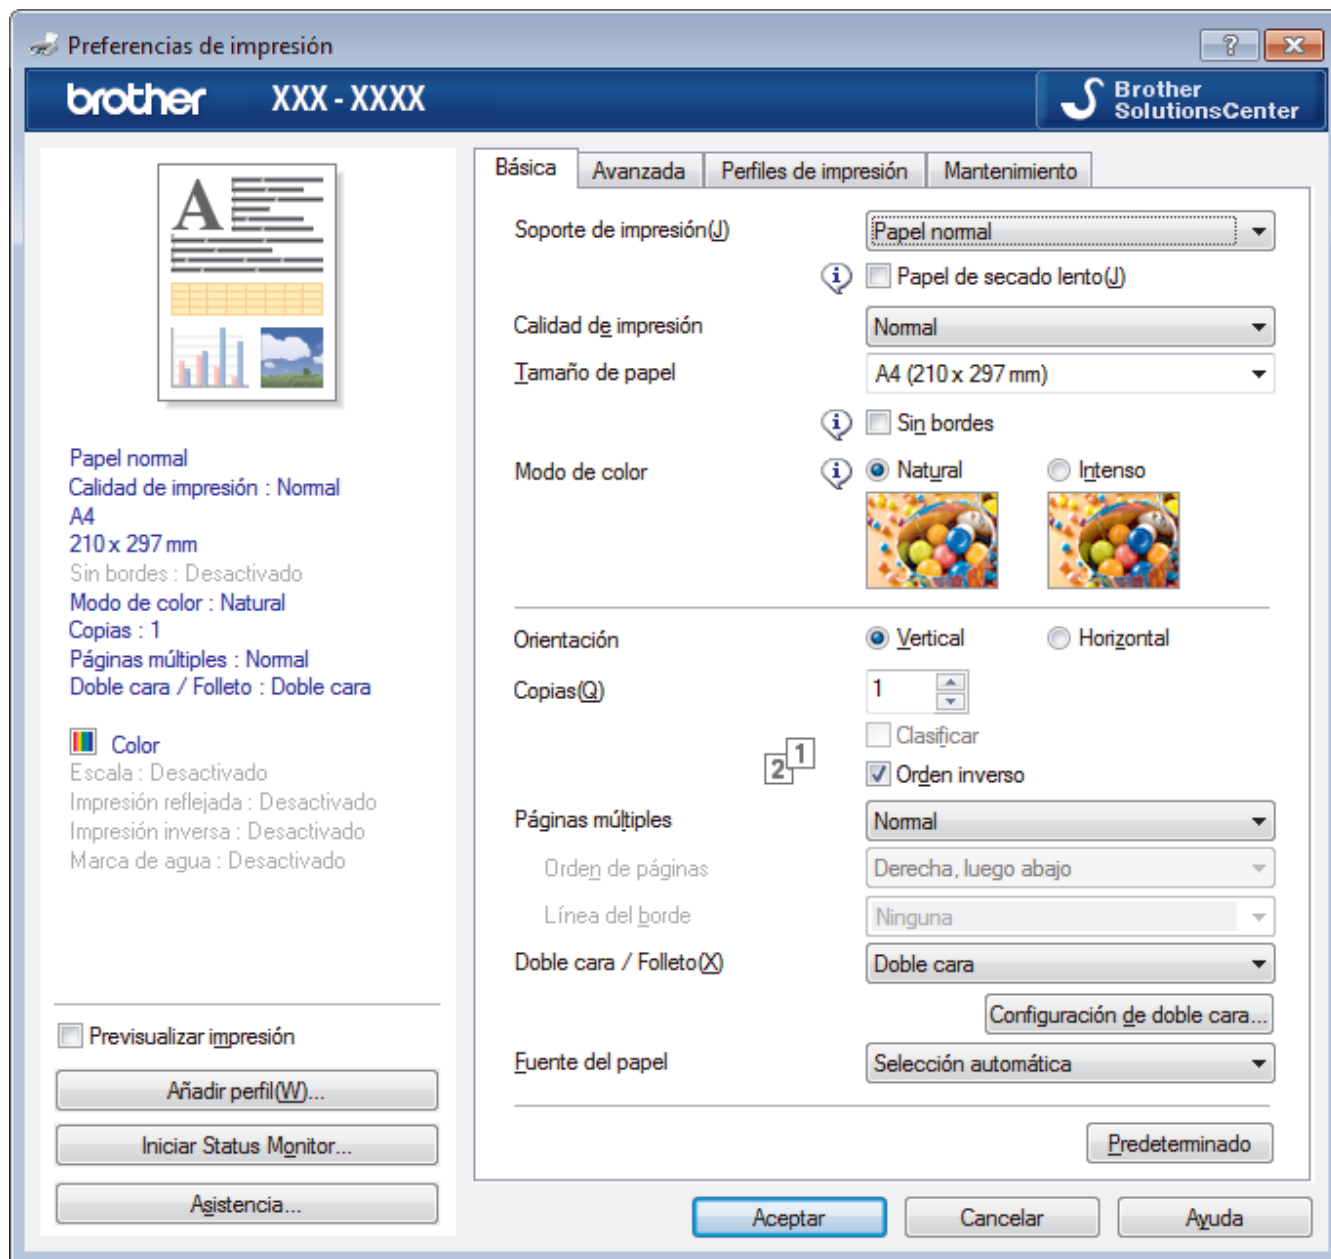 Preferencias de impresión
brother XXX - XXXX
Brother
SolutionsCenter
A
Papel normal
Calidad de impresión : Normal
A4
210 x 297 mm
Sin bordes : Desactivado
Modo de color : Natural
Copias : 1
Páginas múltiples : Normal
Doble cara / Folleto : Doble cara
Color
Escala : Desactivado
Impresión reflejada : Desactivado
Impresión inversa : Desactivado
Marca de agua : Desactivado
Previsualizar impresión
Añadir perfil(W)...
Iniciar Status Monitor...
Asistencia...
Básica Avanzada Perfiles de impresión Mantenimiento
Soporte de impresión(J) Papel normal
Papel de secado lento(J)
Calidad de impresión Normal
Tamaño de papel A4 (210 x 297 mm)
Sin bordes
Modo de color Natural Intenso
Orientación Vertical Horizontal
Copias(Q) 1
Clasificar
2 1 Orden inverso
Páginas múltiples Normal
Orden de páginas Derecha, luego abajo
Línea del borde Ninguna
Doble cara / Folleto(X) Doble cara
Configuración de doble cara...
Fuente del papel Selección automática
Predeterminado
Aceptar Cancelar Ayuda